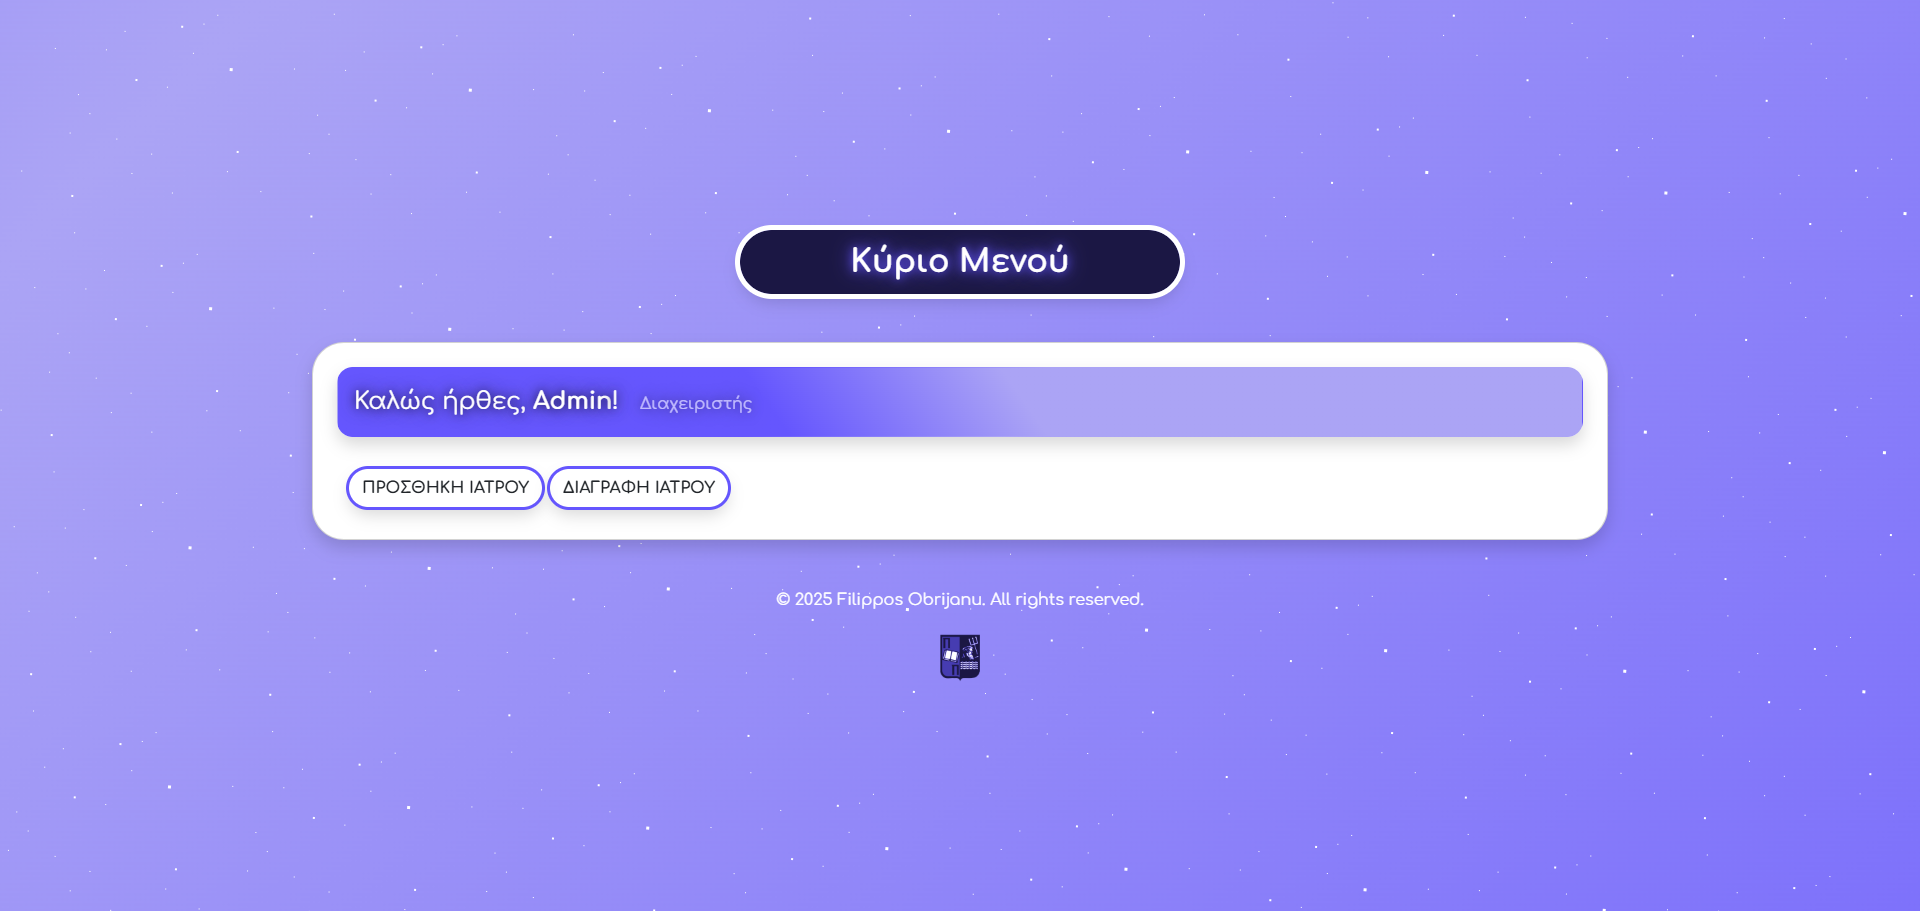 Κύριο Μενού
Καλώς ήρθες, Admin! Διαχειριστής
ΠΡΟΣΘΗΚΗ ΙΑΤΡΟΥ ΔΙΑΓΡΑΦΗ ΙΑΤΡΟΥ
© 2025 Filippos Obrijanu. All rights reserved.